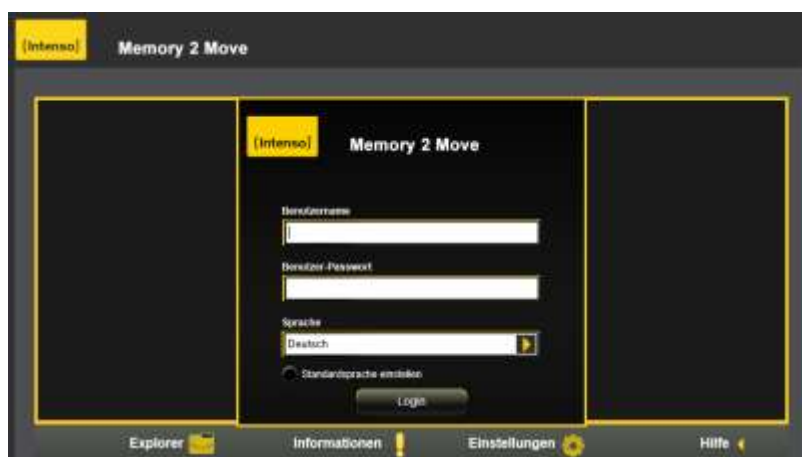 [Intenso]
Memory 2 Move
[Intenso]
Memory 2 Move
Benutzername
Benutzer-Passwort
Sprache
Deutsch
Standardsprache einstellen
Login
Explorer
Informationen
Einstellungen
Hilfe